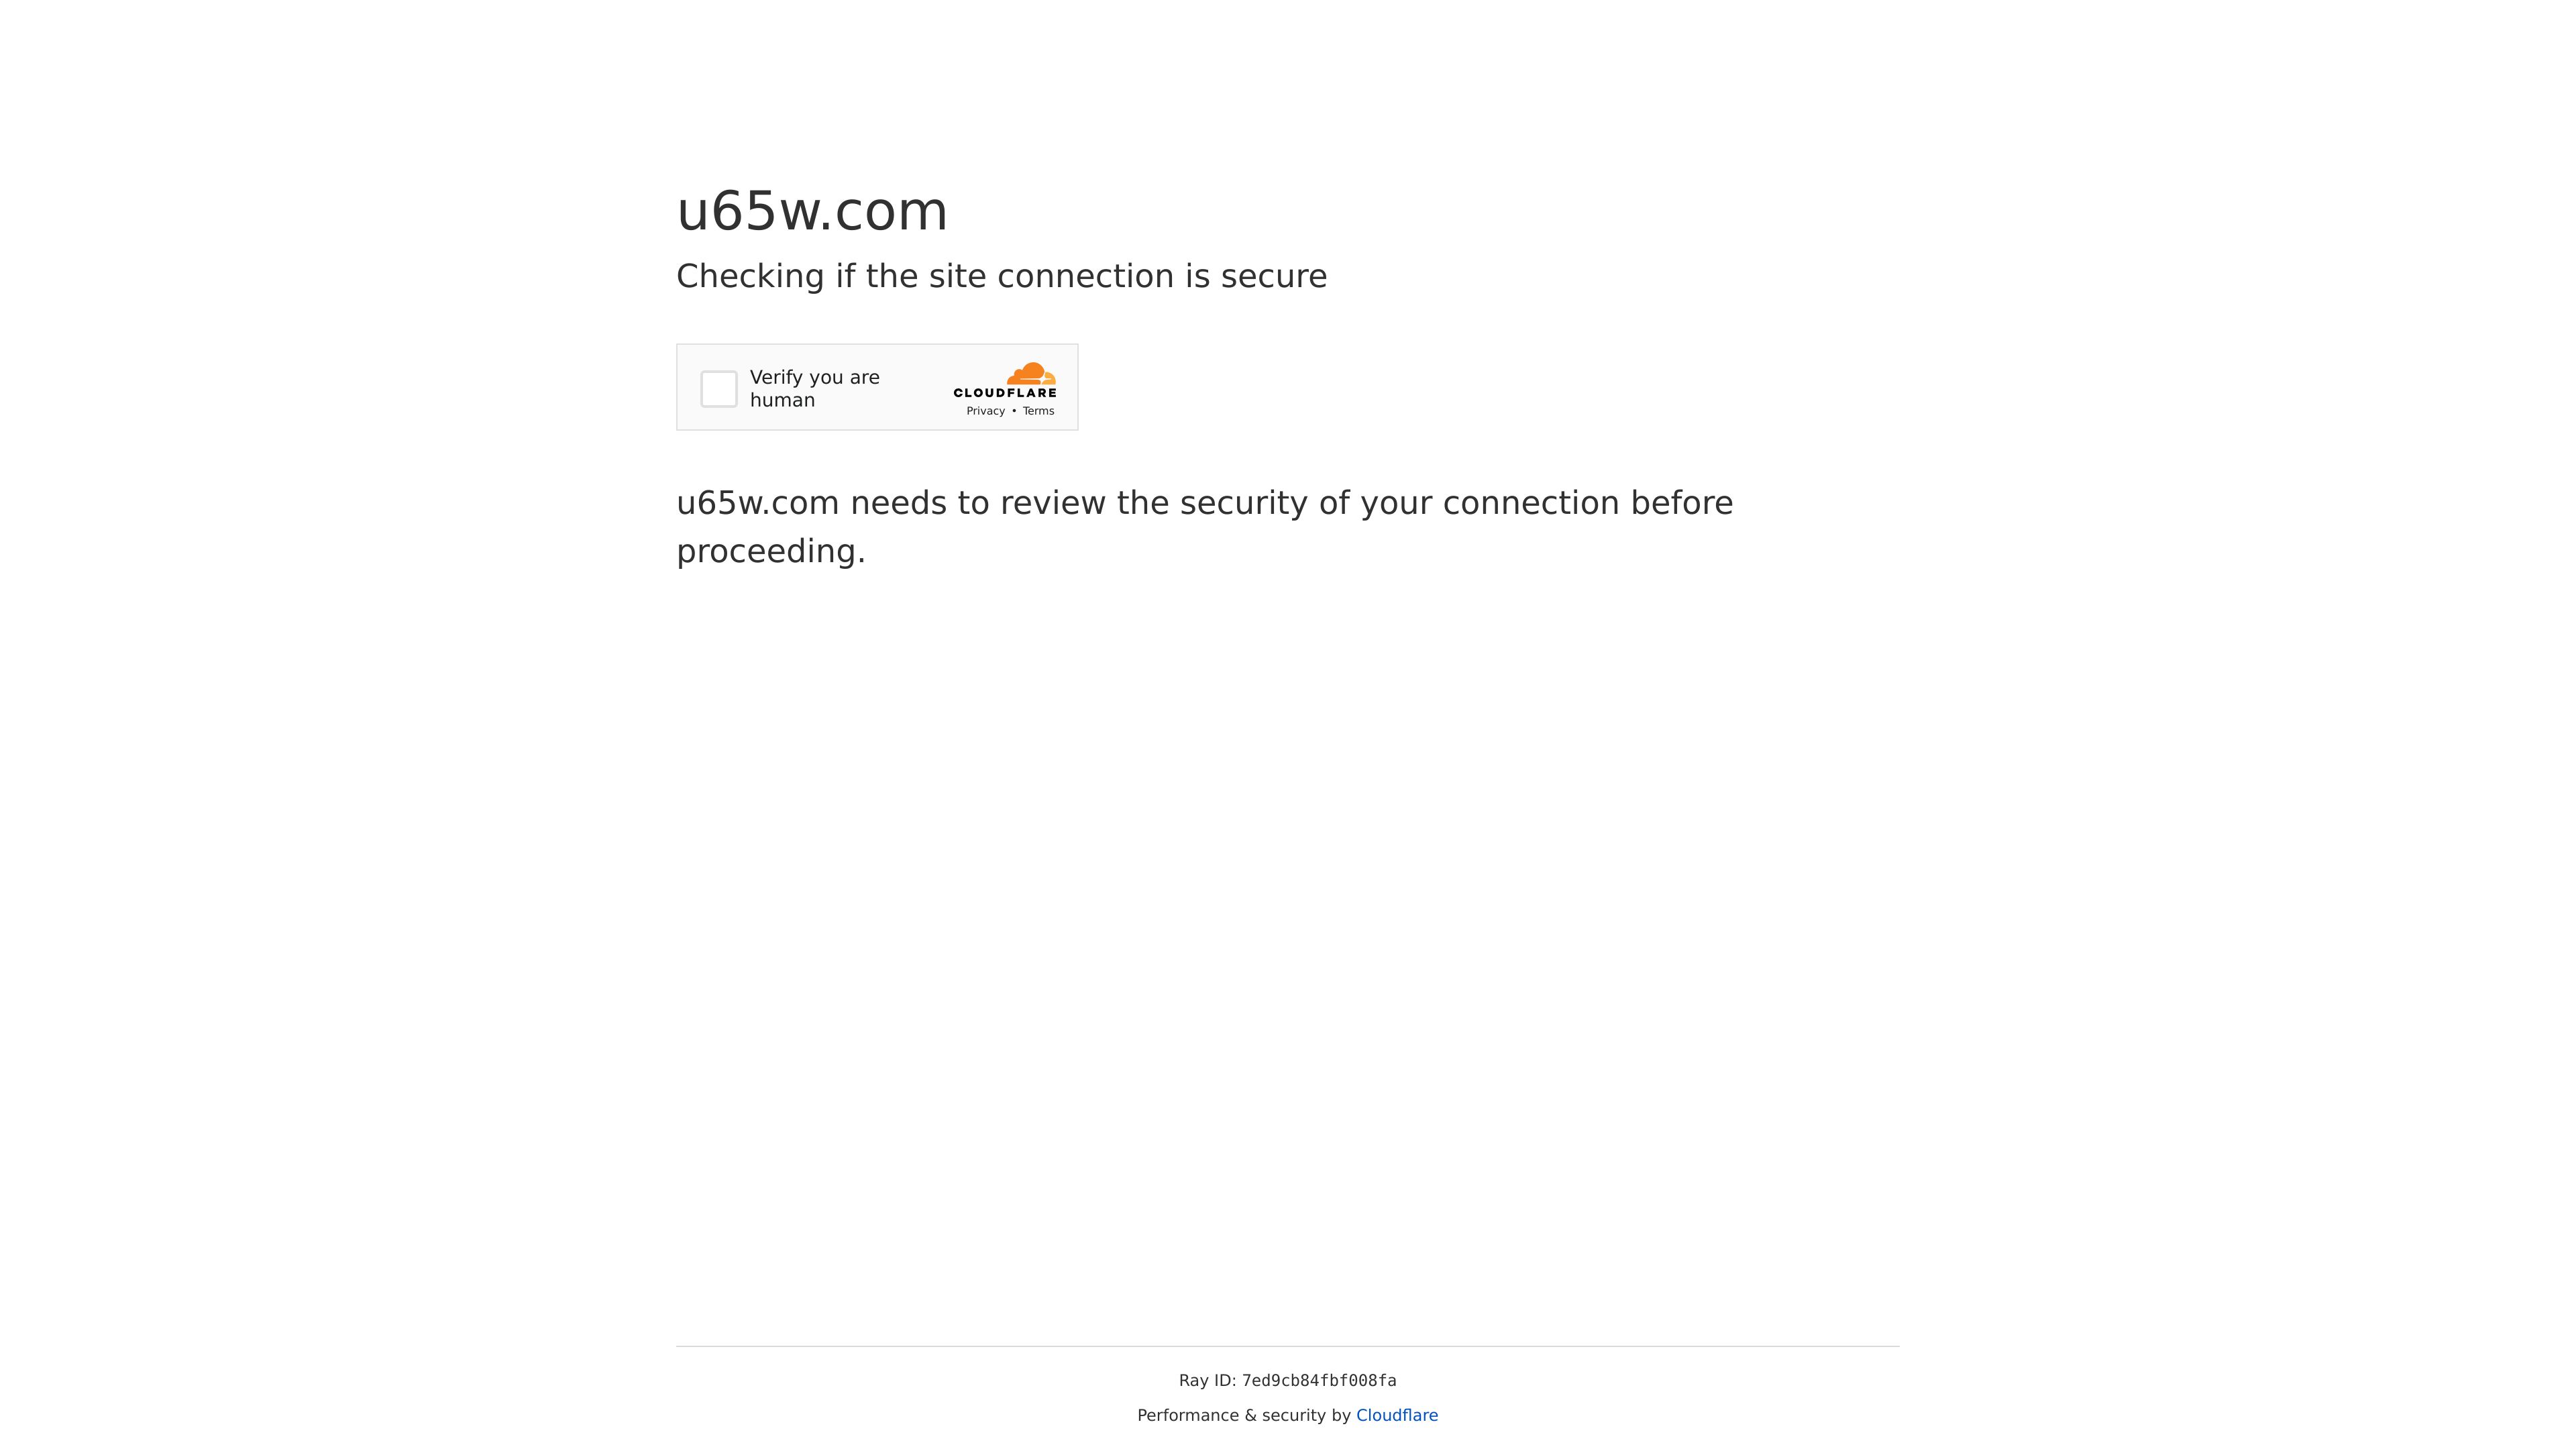 u65w.com
Checking if the site connection is secure
Verify you are
human
CLOUDFLARE
Privacy • Terms
u65w.com needs to review the security of your connection before
proceeding.
Ray ID: 7ed9cb84fbf008fa
Performance & security by Cloudflare